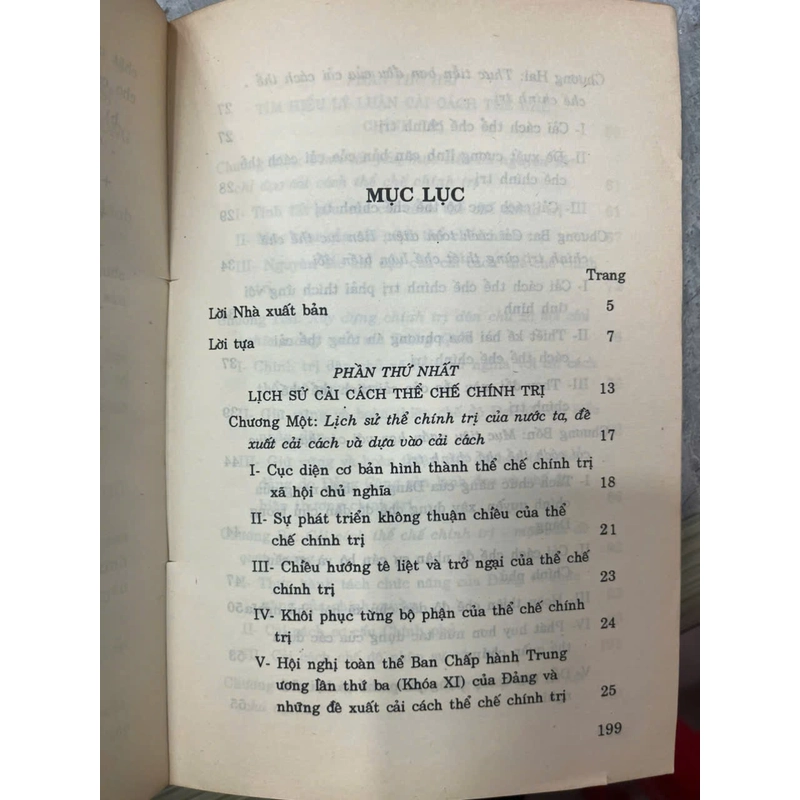 MỤC LỤC
Trang
Lời Nhà xuất bản 5
Lời tựa 7
PHẦN THỨ NHẤT
LỊCH SỬ CẢI CÁCH THỂ CHẾ CHÍNH TRỊ 13
Chương Một: Lịch sử thể chính trị của nước ta, đề
xuất cải cách và dựa vào cải cách 17
I- Cục diện cơ bản hình thành thể chế chính trị
xã hội chủ nghĩa 18
II- Sự phát triển không thuận chiều của thể
chế chính trị 21
III- Chiều hướng tê liệt và trở ngại của thể chế
chính trị 23
IV- Khôi phục từng bộ phận của thể chế chính
trị 24
V- Hội nghị toàn thể Ban Chấp hành Trung
ương lần thứ ba (Khóa XI) của Đảng và
những đề xuất cải cách thể chế chính trị 25
199